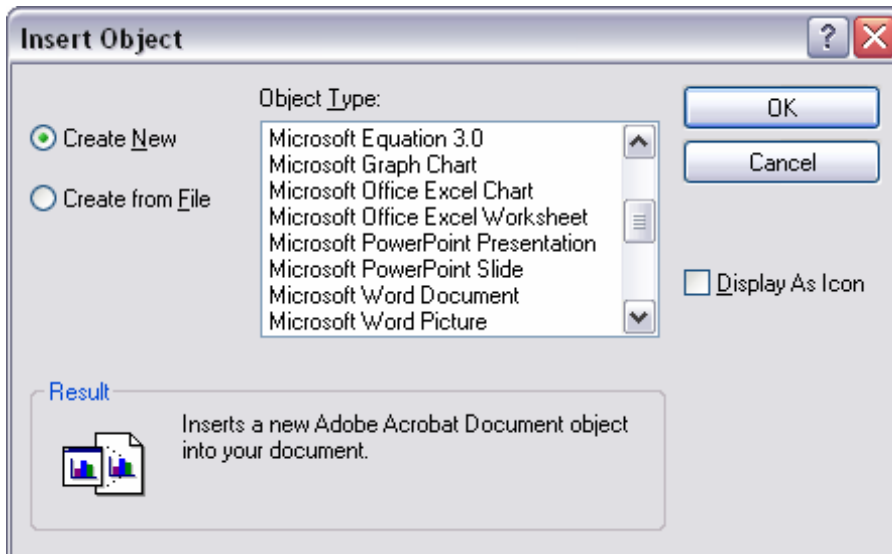 Insert Object
Object Type:
Create New
Create from File
Microsoft Equation 3.0
Microsoft Graph Chart
Microsoft Office Excel Chart
Microsoft Office Excel Worksheet
Microsoft PowerPoint Presentation
Microsoft PowerPoint Slide
Microsoft Word Document
Microsoft Word Picture
OK
Cancel
Display As Icon
Result
Inserts a new Adobe Acrobat Document object
into your document.